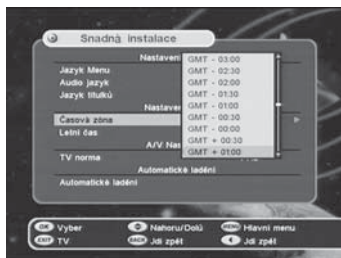 Snadná instalace
Nastavení
Jazyk Menu
Audio jazyk
Jazyk titulků
Nastaven
Časová zóna
Letní čas
A/V Nas
TV norma
Automatické ladění
Automatické ladění
GMT - 03:00
GMT - 02:30
GMT - 02:00
GMT - 01:30
GMT - 01:00
GMT - 00:30
GMT - 00:00
GMT + 00:30
GMT + 01:00
OK Vyber
Nahoru/Dolů
MENU Hlavní menu
EXIT TV
BACK Jdi zpět
Jdi zpět